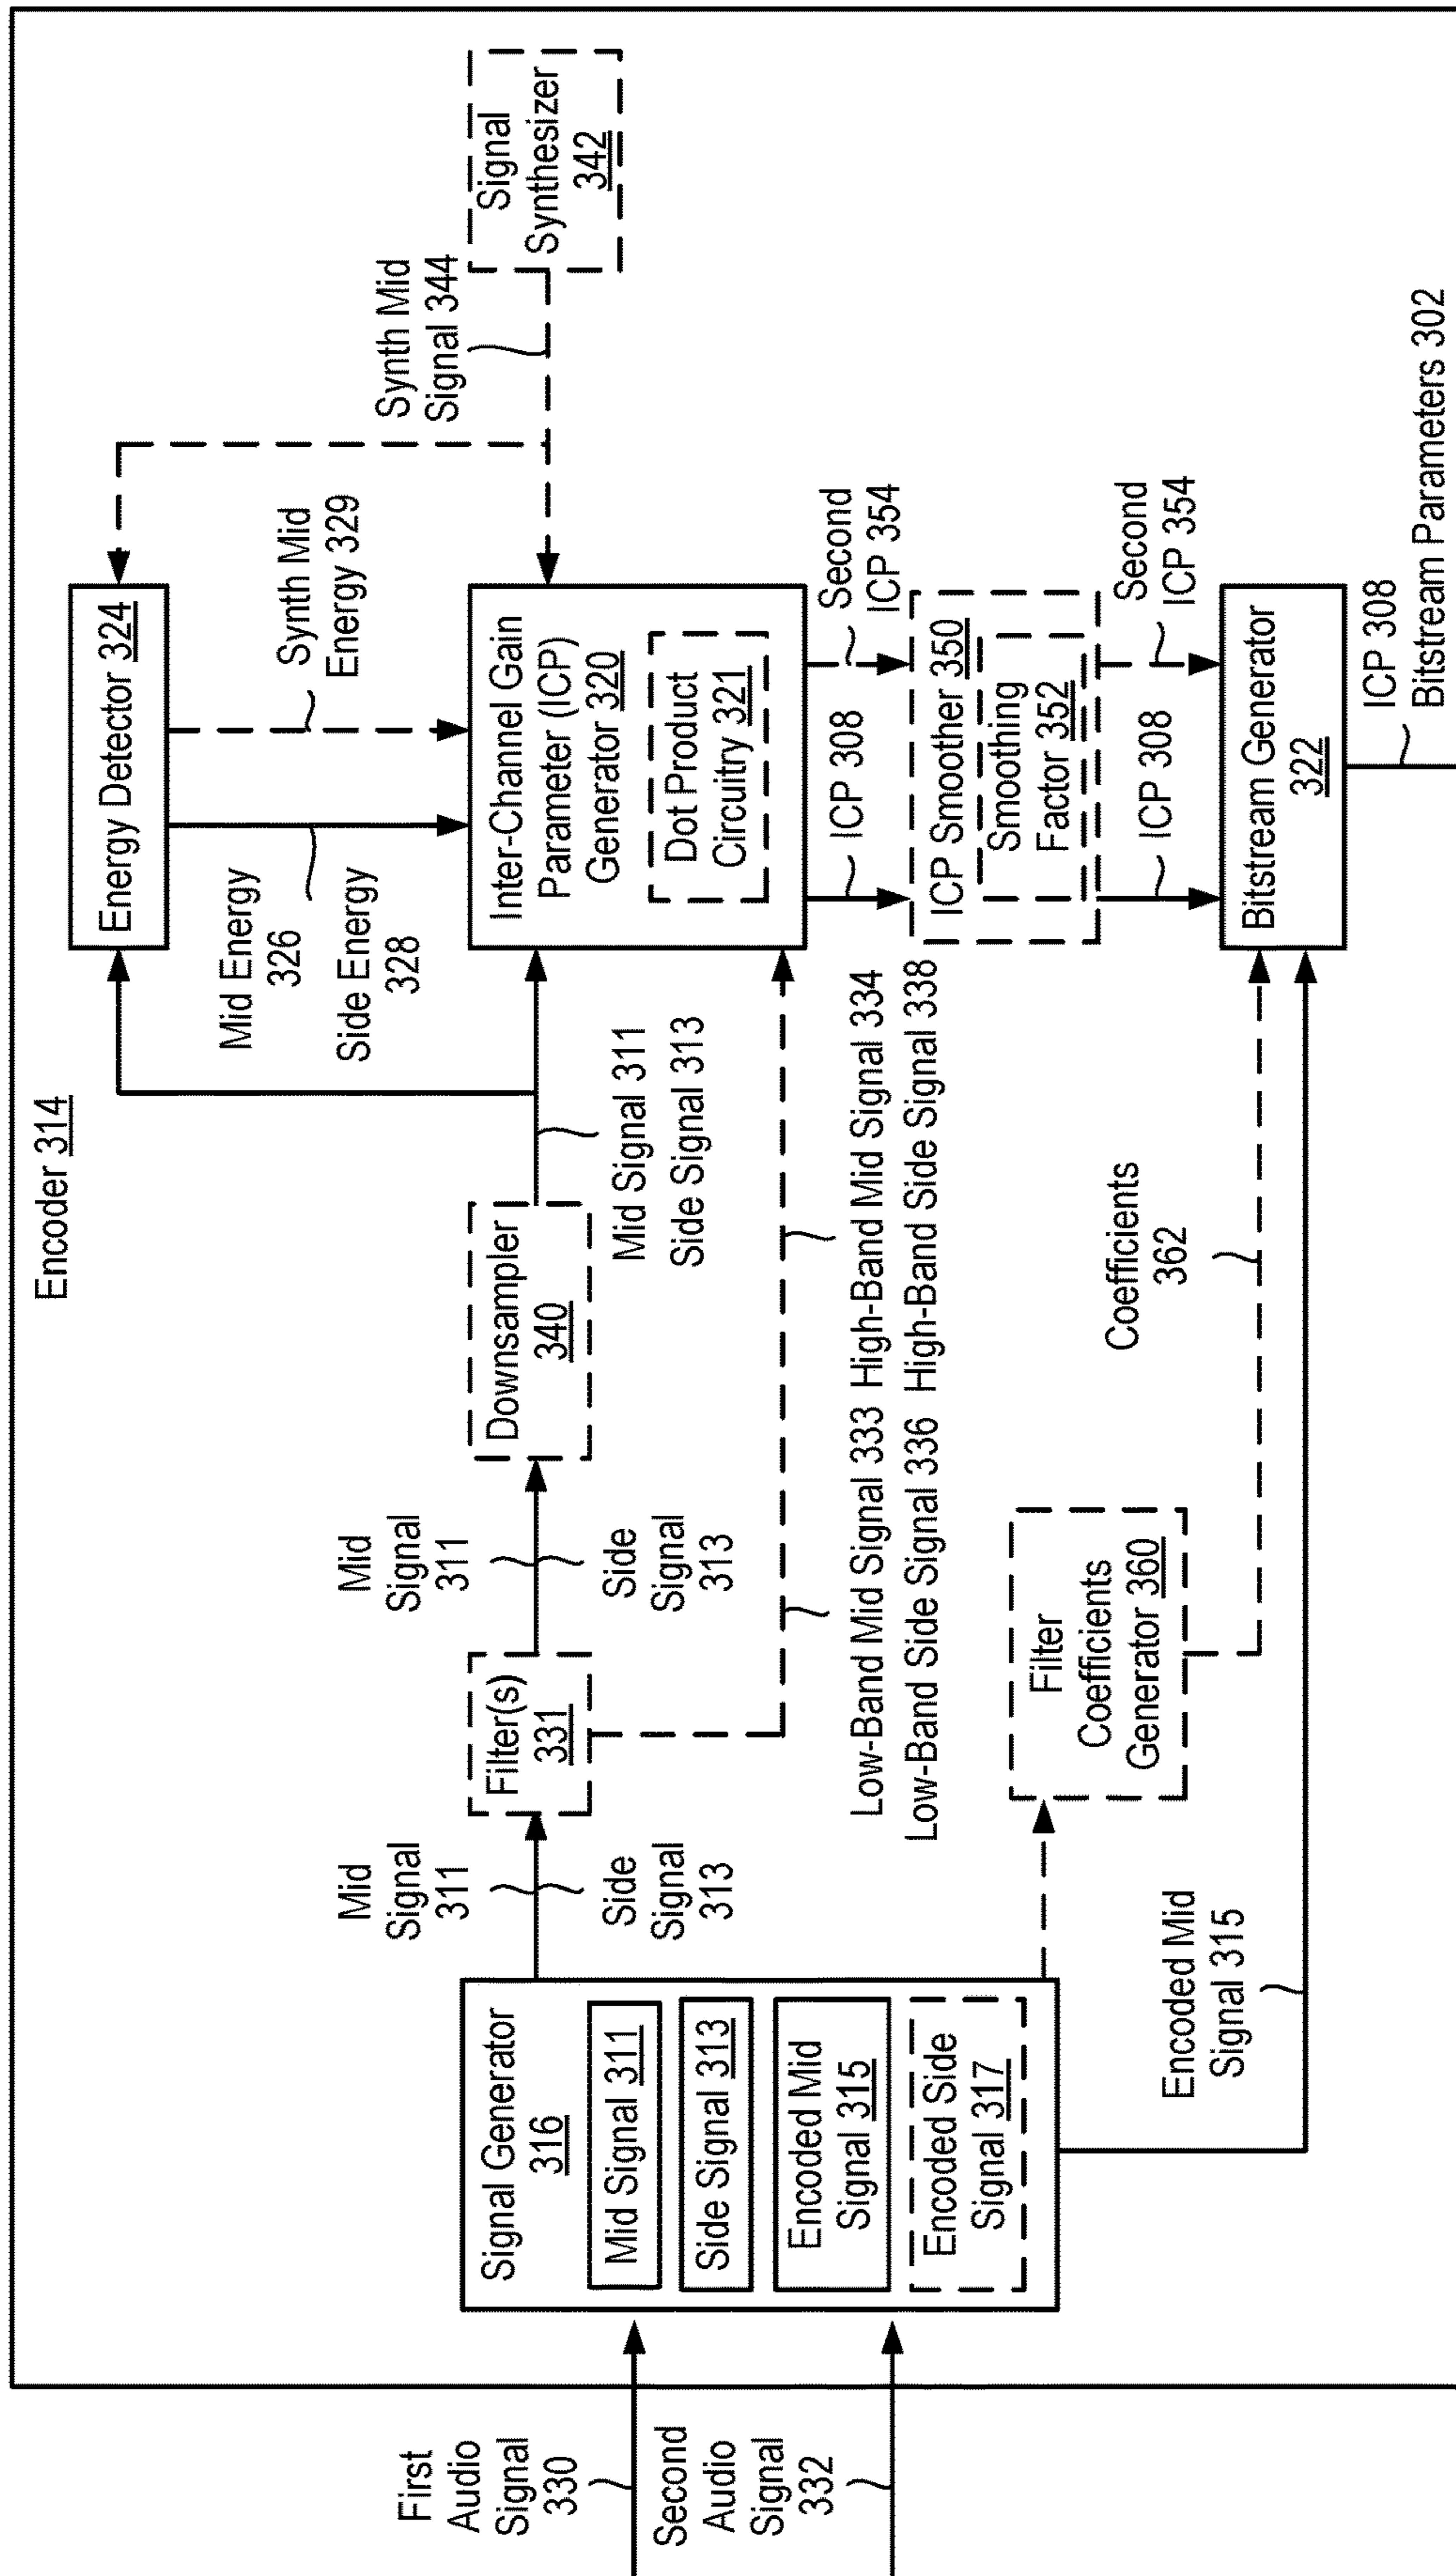 Encoder 314
First
Audio
Signal
330
Second
Audio
Signal
332
Signal Generator
316
Mid Signal 311
Side Signal 313
Encoded Mid
Signal 315
Encoded Side
Signal 317
Mid
Signal
311
Side
Signal
313
Filter(s)
331
Mid
Signal
311
Side
Signal
313
Downsampler
340
Mid Signal 311
Side Signal 313
Low-Band Mid Signal 333 High-Band Mid Signal 334
Low-Band Side Signal 336 High-Band Side Signal 338
Energy Detector 324
Mid Energy
326
Side Energy
328
Synth Mid
Energy 329
Synth Mid
Signal 344
Signal
Synthesizer
342
Inter-Channel Gain
Parameter (ICP)
Generator 320
Dot Product
Circuitry 321
ICP 308
Second
ICP 354
ICP Smoother 350
Smoothing
Factor 352
ICP 308
Second
ICP 354
Filter
Coefficients
Generator 360
Coefficients
362
Encoded Mid
Signal 315
Bitstream Generator
322
ICP 308
Bitstream Parameters 302